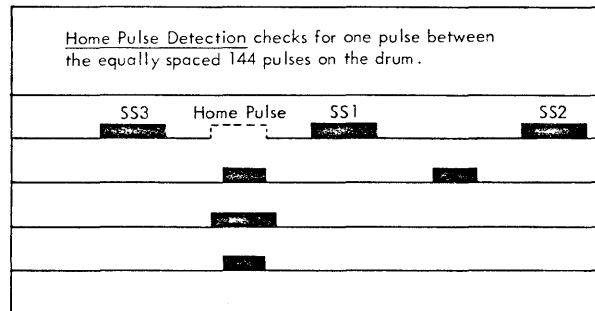 Home Pulse Detection checks for one pulse between
the equally spaced 144 pulses on the drum.
SS3 Home Pulse SS1 SS2